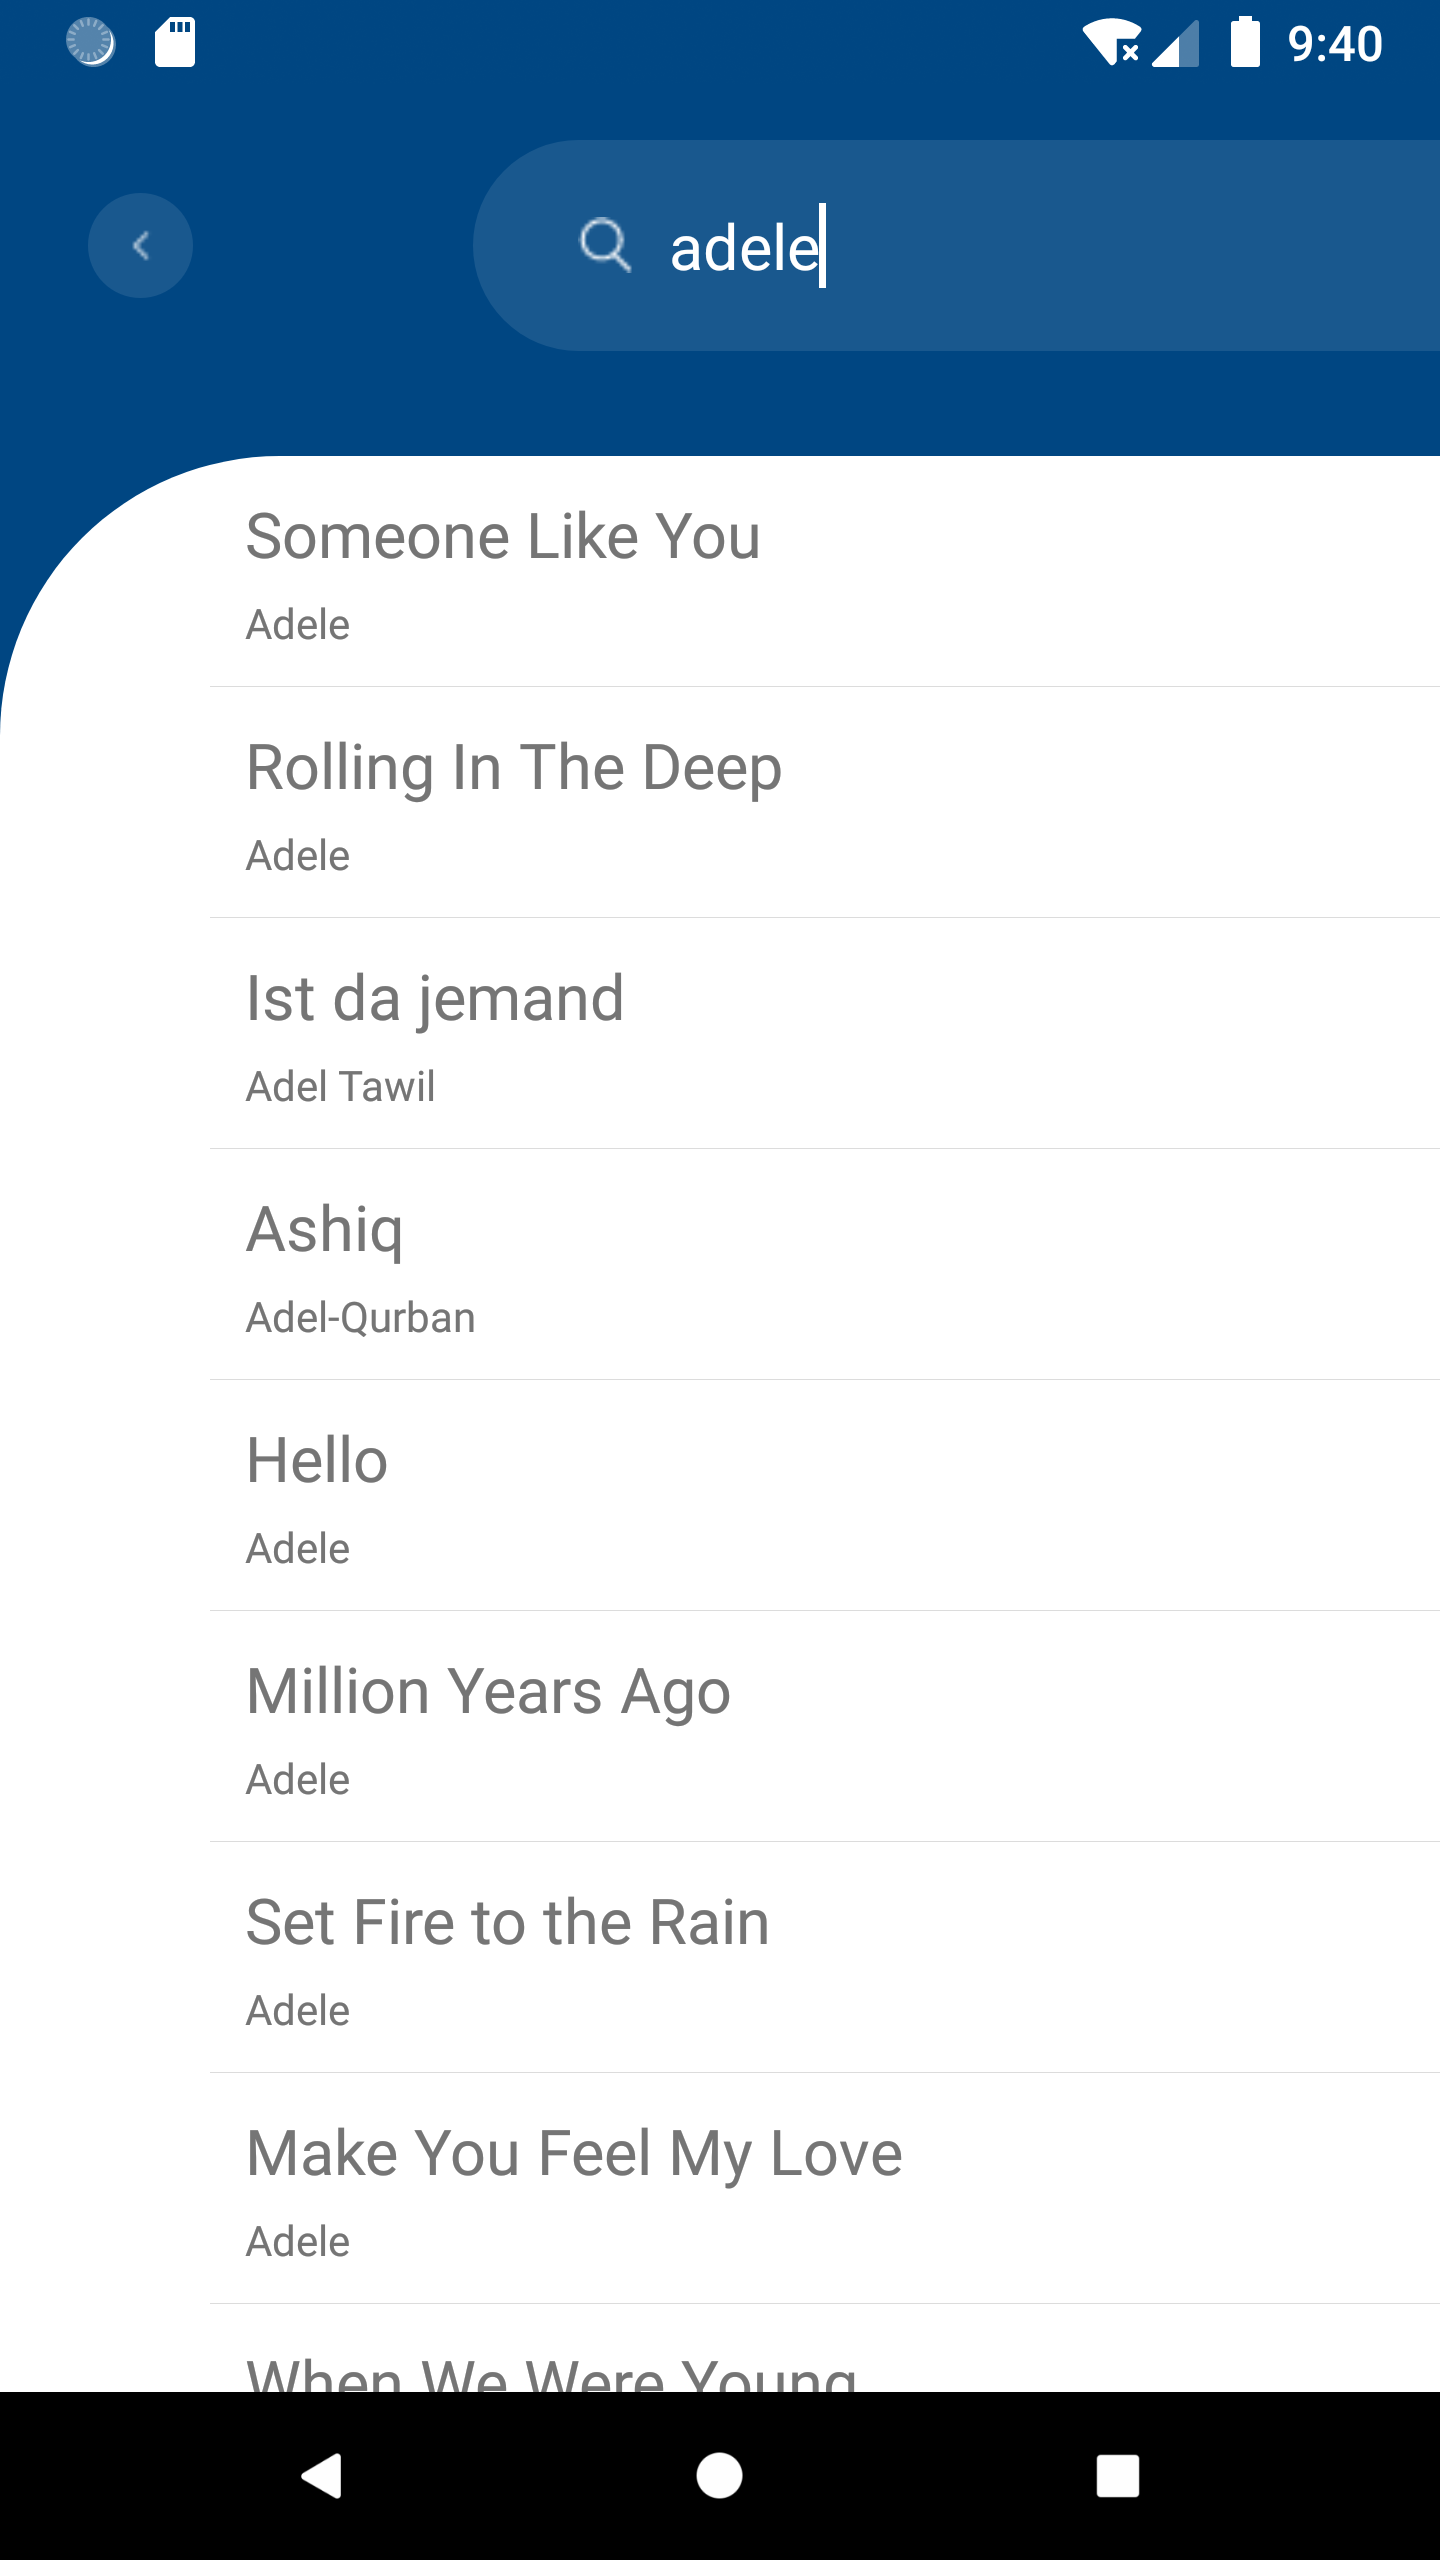 9:40
adele
Someone Like You
Adele
Rolling In The Deep
Adele
Ist da jemand
Adel Tawil
Ashiq
Adel-Qurban
Hello
Adele
Million Years Ago
Adele
Set Fire to the Rain
Adele
Make You Feel My Love
Adele
When We Were Young